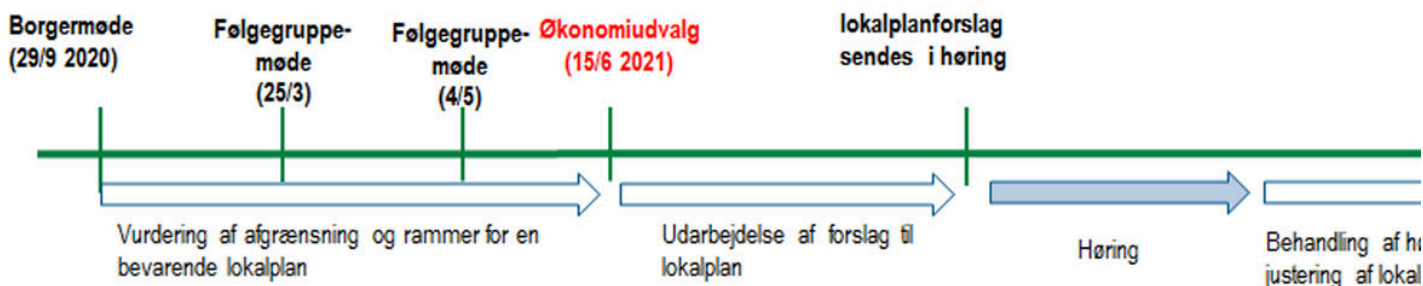 Borgermøde
(29/9 2020)
Følgegruppe-
møde
(25/3)
Følgegruppe-
møde
(4/5)
Økonomiudvalg
(15/6 2021)
lokalplanforslag
sendes i høring
Vurdering af afgrænsning og rammer for en
bevarende lokalplan
Udarbejdelse af forslag til
lokalplan
Høring
Behandling af
justering af